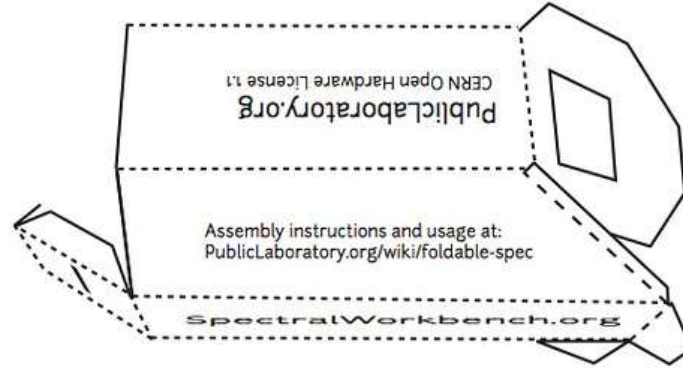 PublicLaboratory.org
CERN Open Hardware License 1.1
Assembly instructions and usage at:
PublicLaboratory.org/wiki/foldable-spec
SpectralWorkbench.org